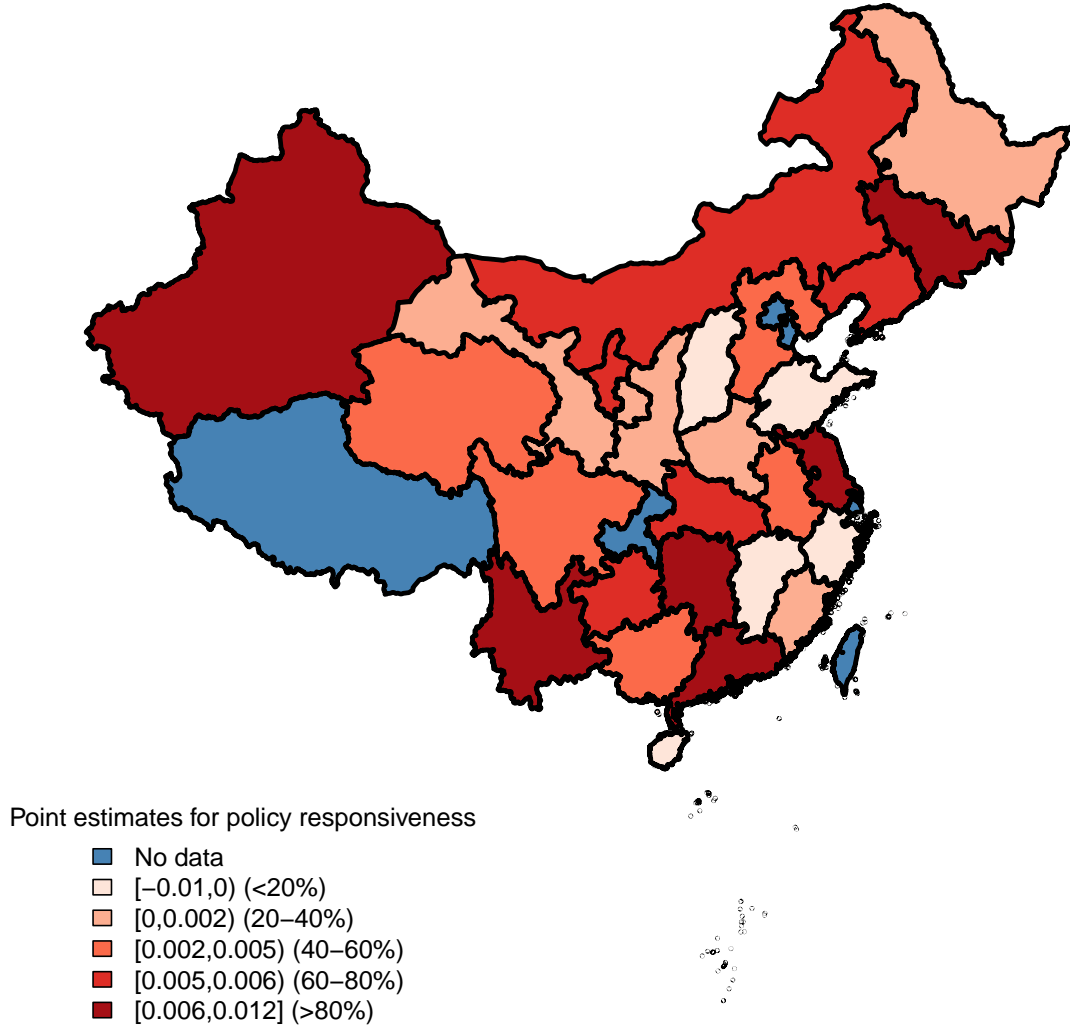 Point estimates for policy responsiveness
No data
[−0.01,0) (<20%)
[0,0.002) (20−40%)
[0.002,0.005) (40−60%)
[0.005,0.006) (60−80%)
[0.006,0.012] (>80%)